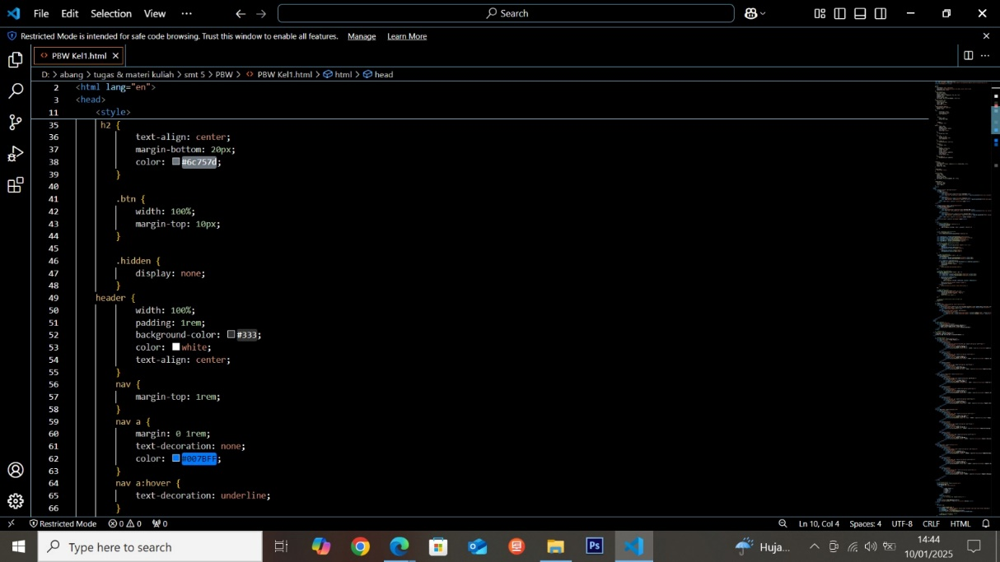 File Edit Selection View ··· Search
Restricted Mode is intended for safe code browsing. Trust this window to enable all features. Manage Learn More
PBW Kel1.html
D: > abang > tugas & materi kuliah > smt 5 > PBW > PBW Kel1.html > html > head
2 <html lang="en">
3 <head>
11 <style>
35 h2 {
36 text-align: center;
37 margin-bottom: 20px;
38 color: #6c757d;
39 }
40
41 .btn {
42 width: 100%;
43 margin-top: 10px;
44 }
45
46 .hidden {
47 display: none;
48 }
49 header {
50 width: 100%;
51 padding: 1rem;
52 background-color: #333;
53 color: white;
54 text-align: center;
55 }
56 nav {
57 margin-top: 1rem;
58 }
59 nav a {
60 margin: 0 1rem;
61 text-decoration: none;
62 color: #007BFF;
63 }
64 nav a:hover {
65 text-decoration: underline;
66 }
Restricted Mode 0 0 0 Ln 10, Col 4 Spaces: 4 UTF-8 CRLF HTML
Type here to search Ps Huja... 14:44
10/01/2025